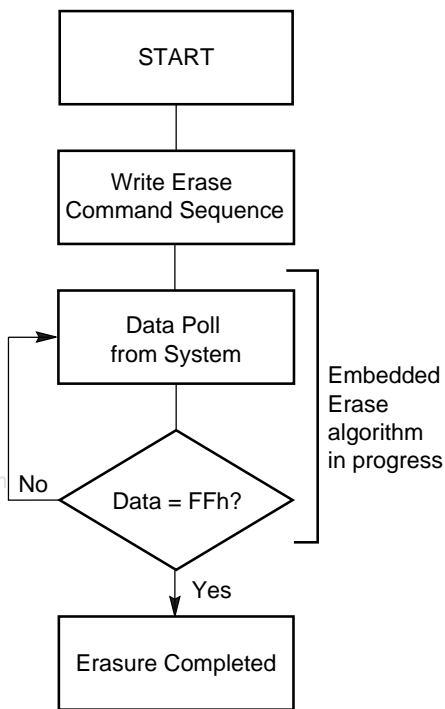 START
Write Erase
Command Sequence
Data Poll
from System
Embedded
Erase
algorithm
in progress
No
Data = FFh?
Yes
Erasure Completed